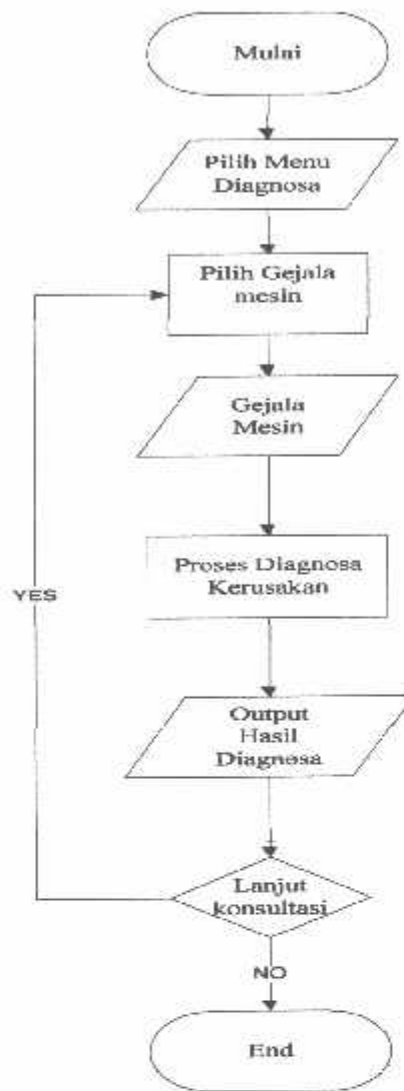 Mulai
Pilih Menu
Diagnosa
Pilih Gejala
mesin
Gejala
Mesin
Proses Diagnosa
Kerusakan
YES
Output
Hasil
Diagnosa
Lanjut
konsultasi
NO
End